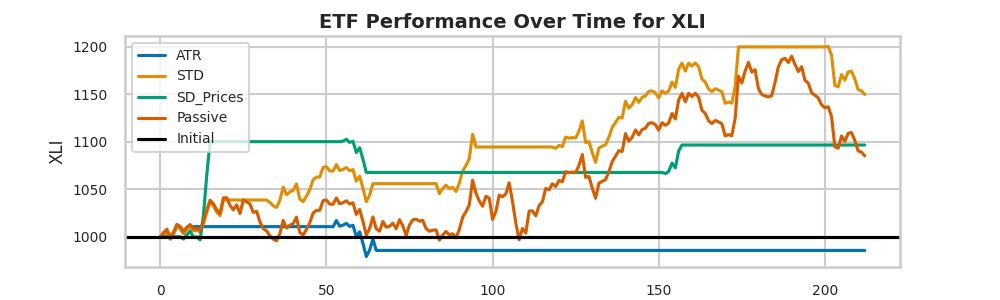 ETF Performance Over Time for XLI
XLI
1200
1150
1100
1050
1000
ATR
STD
SD_Prices
Passive
Initial
0
50
100
150
200